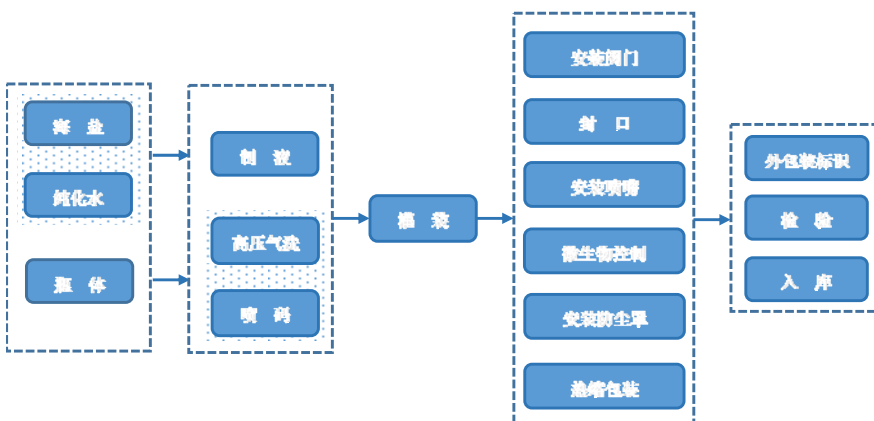 海 盐
纯化水
瓶 体
制 液
高压气洗
喷 码
灌 装
安装阀门
封 口
安装喷嘴
微生物控制
安装防尘罩
热缩包装
外包装标识
检 验
入 库